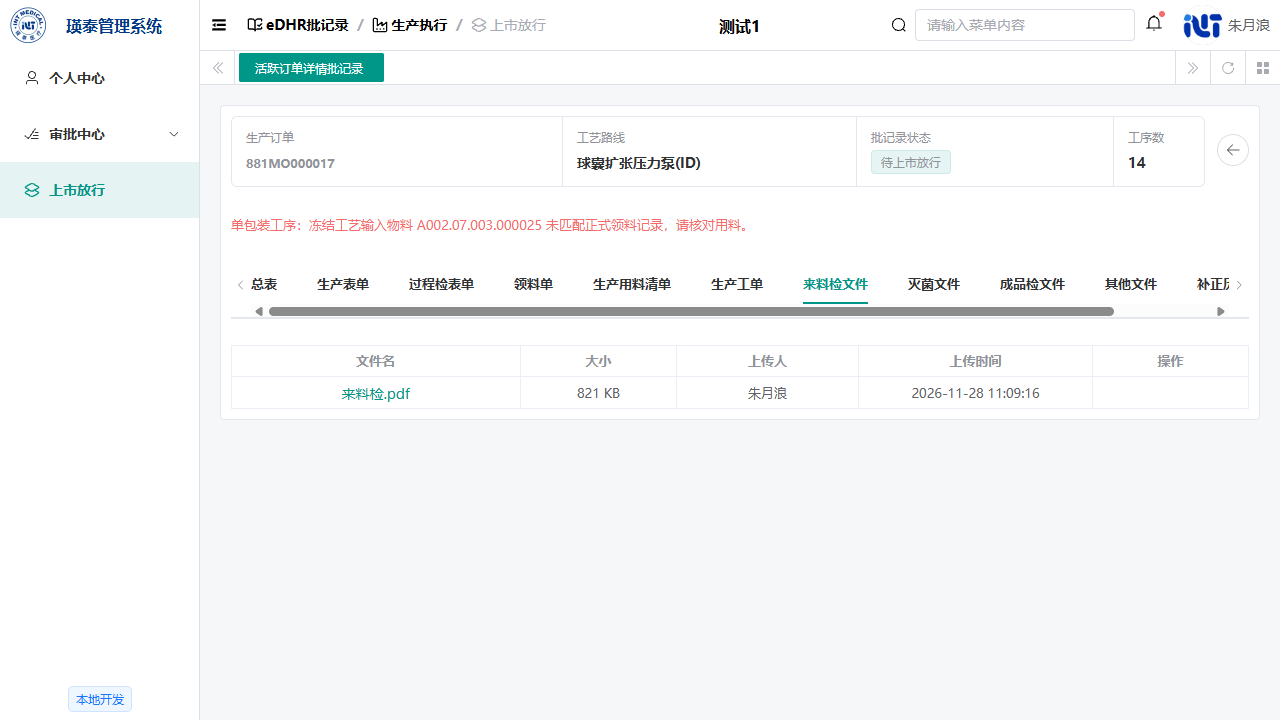 瑛泰管理系统
eDHR批记录 / 生产执行 / 上市放行
测试1
请输入菜单内容
朱月浪
个人中心
审批中心
上市放行
活跃订单详情批记录
生产订单
881MO000017
工艺路线
球囊扩张压力泵(ID)
批记录状态
待上市放行
工序数
14
单包装工序：冻结工艺输入物料 A002.07.003.000025 未匹配正式领料记录，请核对用料。
总表 生产表单 过程检表单 领料单 生产用料清单 生产工单 来料检文件 灭菌文件 成品检文件 其他文件 补正
文件名 大小 上传人 上传时间 操作
来料检.pdf 821 KB 朱月浪 2026-11-28 11:09:16
本地开发